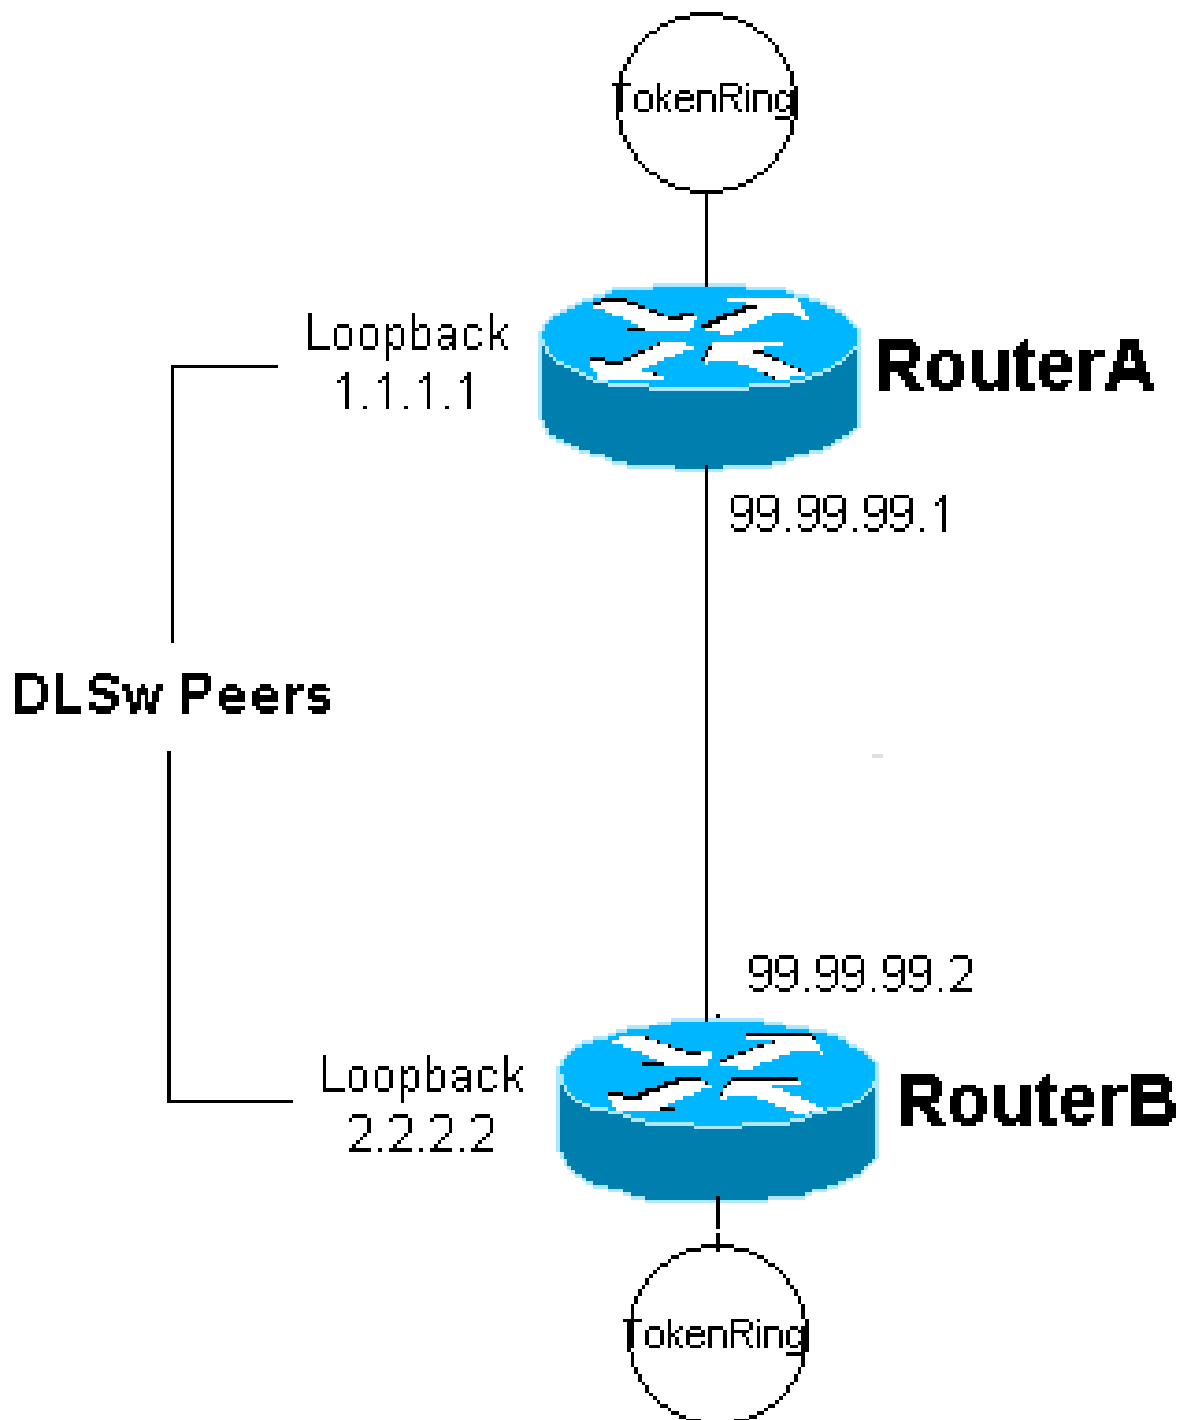 TokenRing
Loopback
1.1.1.1
RouterA
99.99.99.1
DLSw Peers
99.99.99.2
Loopback
2.2.2.2
RouterB
TokenRing